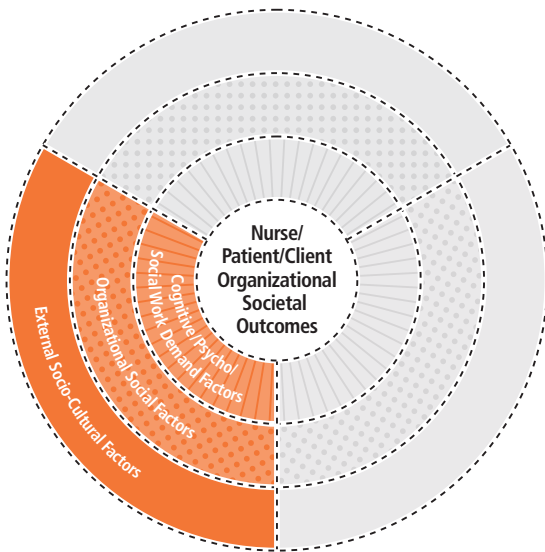 Nurse/
Patient/Client
Organizational
Societal
Outcomes
Cognitive/Psycho/
Social Work Demand Factors
Organizational Social Factors
External Socio-Cultural Factors